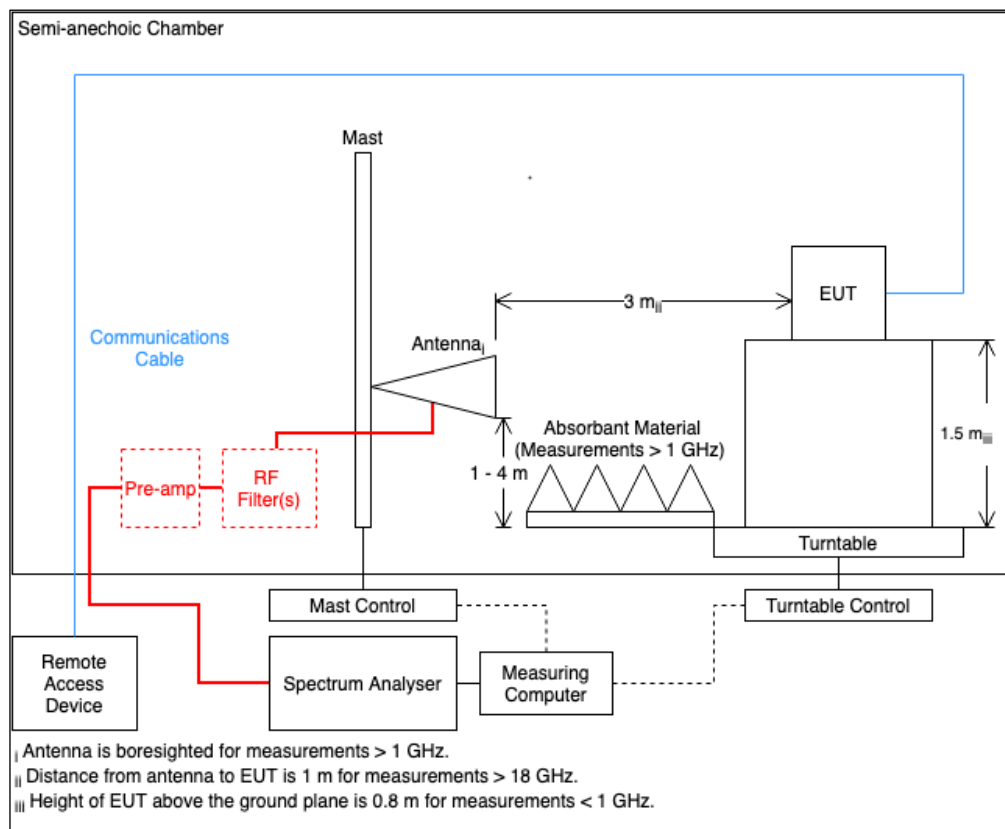 Semi-anechoic Chamber
Mast
EUT
3 m ii
Communications
Cable
Antenna i
Absorbant Material
(Measurements > 1 GHz)
1.5 m iii
1 - 4 m
Pre-amp
RF
Filter(s)
Turntable
Mast Control
Turntable Control
Remote
Access
Device
Spectrum Analyser
Measuring
Computer
i Antenna is boresighted for measurements > 1 GHz.
ii Distance from antenna to EUT is 1 m for measurements > 18 GHz.
iii Height of EUT above the ground plane is 0.8 m for measurements < 1 GHz.